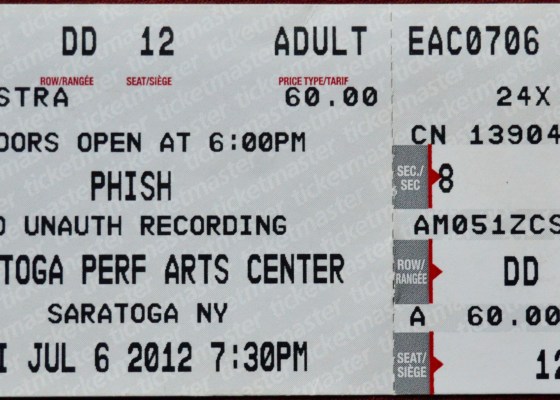 DD 12 ADULT
ROW/RANGÉE SEAT/SIÈGE PRICE TYPE/TARIF
STRA 60.00
OORS OPEN AT 6:00PM
PHISH
O UNAUTH RECORDING
TOGA PERF ARTS CENTER
SARATOGA NY
I JUL 6 2012 7:30PM
EAC0706
24X
CN 13904
SEC./
SEC
8
AM051ZCS
ROW/
RANGÉE
DD
A 60.00
SEAT/
SIÈGE
12
ticketmaster